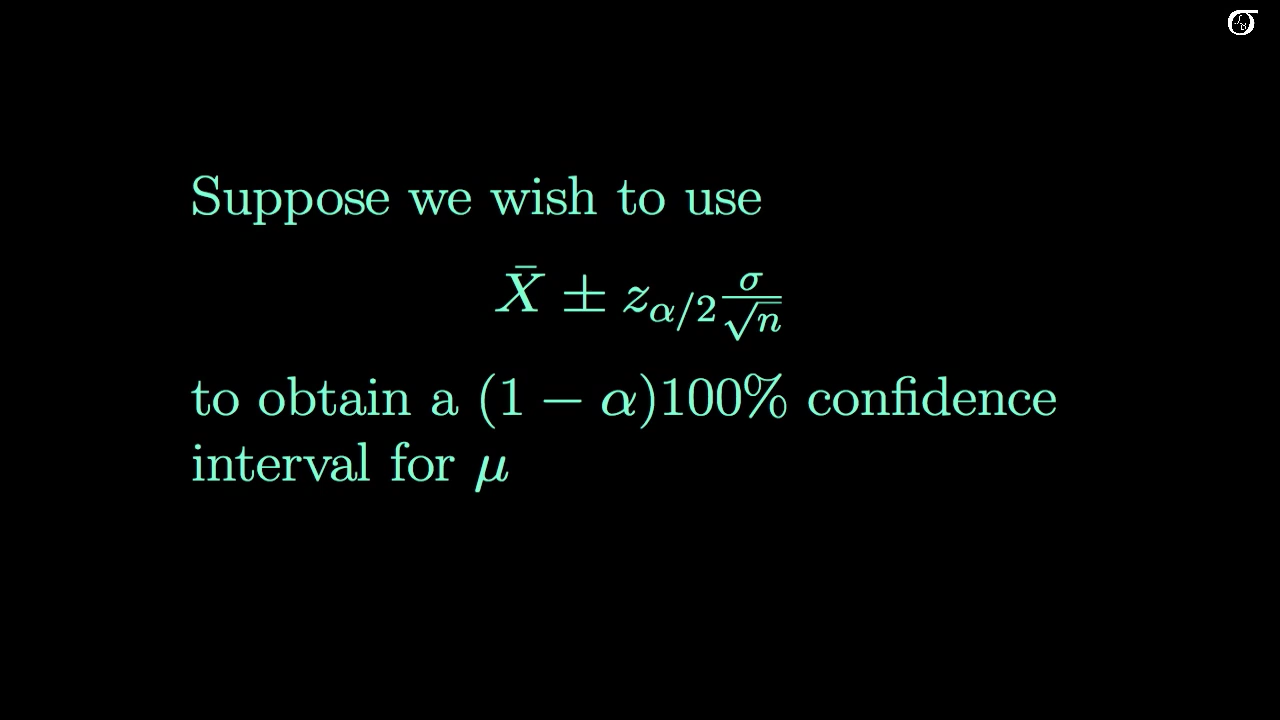 Suppose we wish to use
X̄ ± z_{α/2} σ/√n
to obtain a (1 − α)100% confidence
interval for μ